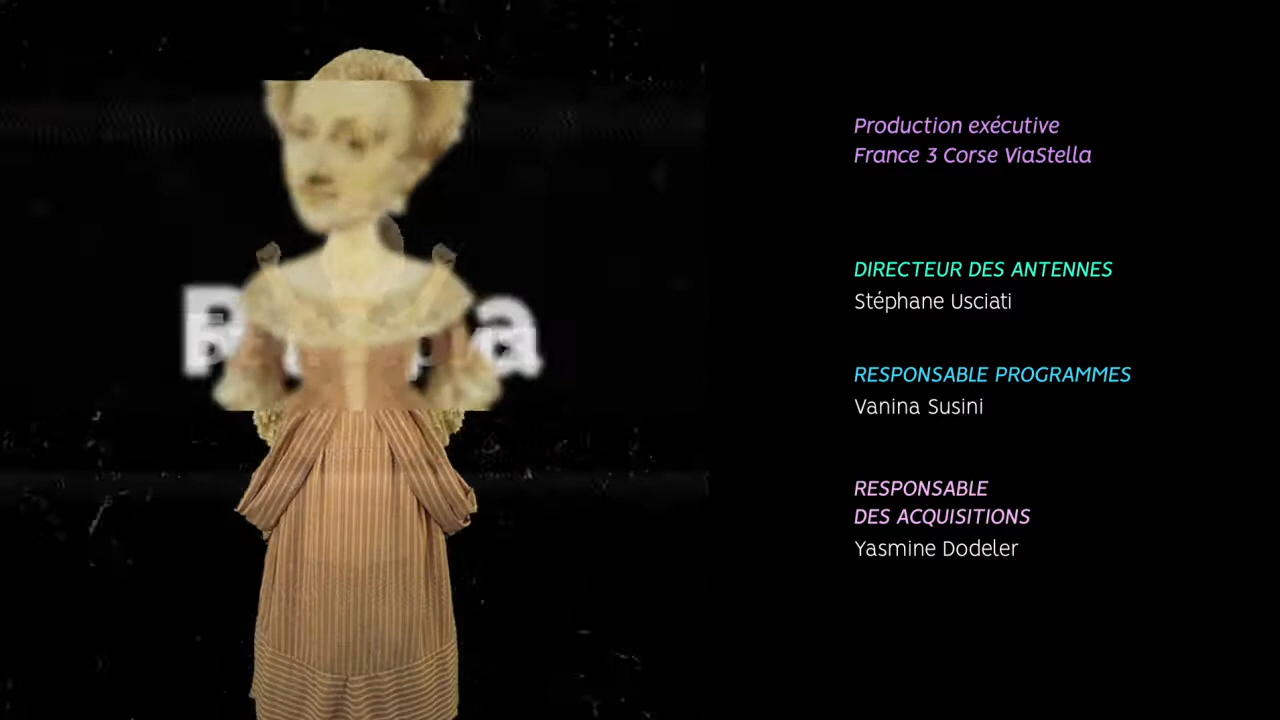 Production exécutive
France 3 Corse ViaStella
DIRECTEUR DES ANTENNES
Stéphane Usciati
RESPONSABLE PROGRAMMES
Vanina Susini
RESPONSABLE
DES ACQUISITIONS
Yasmine Dodeler